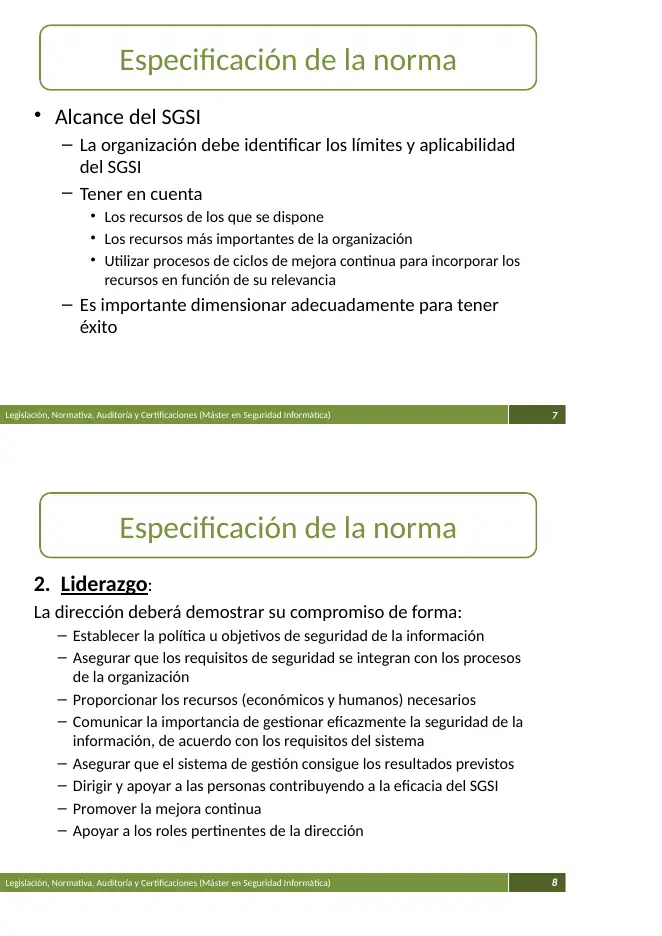 Especificación de la norma
• Alcance del SGSI
– La organización debe identificar los límites y aplicabilidad
del SGSI
– Tener en cuenta
• Los recursos de los que se dispone
• Los recursos más importantes de la organización
• Utilizar procesos de ciclos de mejora continua para incorporar los
recursos en función de su relevancia
– Es importante dimensionar adecuadamente para tener
éxito
Legislación, Normativa, Auditoría y Certificaciones (Máster en Seguridad Informática)
7
Especificación de la norma
2. Liderazgo:
La dirección deberá demostrar su compromiso de forma:
– Establecer la política u objetivos de seguridad de la información
– Asegurar que los requisitos de seguridad se integran con los procesos
de la organización
– Proporcionar los recursos (económicos y humanos) necesarios
– Comunicar la importancia de gestionar eficazmente la seguridad de la
información, de acuerdo con los requisitos del sistema
– Asegurar que el sistema de gestión consigue los resultados previstos
– Dirigir y apoyar a las personas contribuyendo a la eficacia del SGSI
– Promover la mejora continua
– Apoyar a los roles pertinentes de la dirección
Legislación, Normativa, Auditoría y Certificaciones (Máster en Seguridad Informática)
8